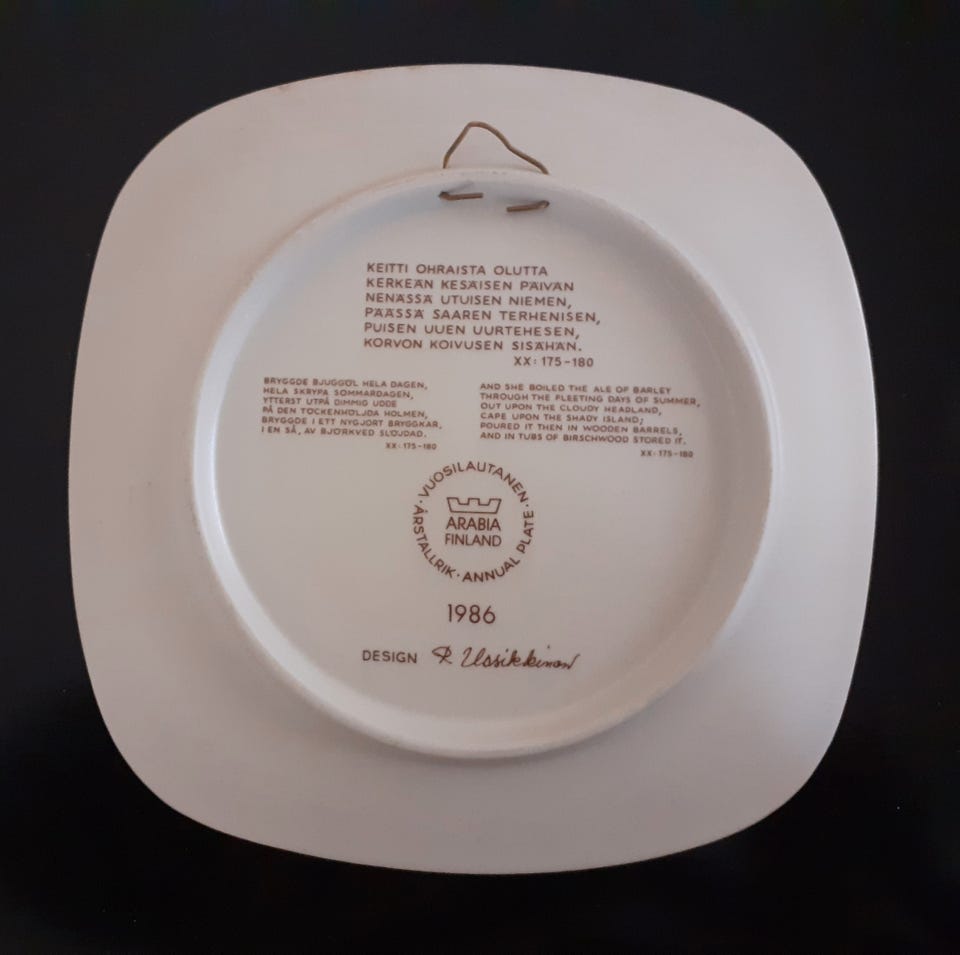 KEITTI OHRAISTA OLUTTA
KERKEÄN KESÄISEN PÄIVÄN
NENÄSSÄ UTUISEN NIEMEN,
PÄÄSSÄ SAAREN TERHENISEN,
PUISEN UUEN UURTEHESEN,
KORVON KOIVUSEN SISÄHÄN.
XX: 175-180
BRYGGDE BJUGGÖL HELA DAGEN,
HELA SKRYPA SOMMARDAGEN,
YTTERST UTPÅ DIMMIG UDDE
PÅ DEN TÖCKENHÖLJDA HOLMEN,
BRYGGDE I ETT NYGJORT BRYGGKAR,
I EN SÅ, AV BJÖRKVED SLÖJDAD.
XX: 175-180
AND SHE BOILED THE ALE OF BARLEY
THROUGH THE FLEETING DAYS OF SUMMER,
OUT UPON THE CLOUDY HEADLAND,
CAPE UPON THE SHADY ISLAND;
POURED IT THEN IN WOODEN BARRELS,
AND IN TUBS OF BIRSCHWOOD STORED IT.
XX: 175-180
· VUOSILAUTANEN · ANNUAL PLATE · ÅRSTALLRIK
ARABIA
FINLAND
1986
DESIGN R. Uosikkinen